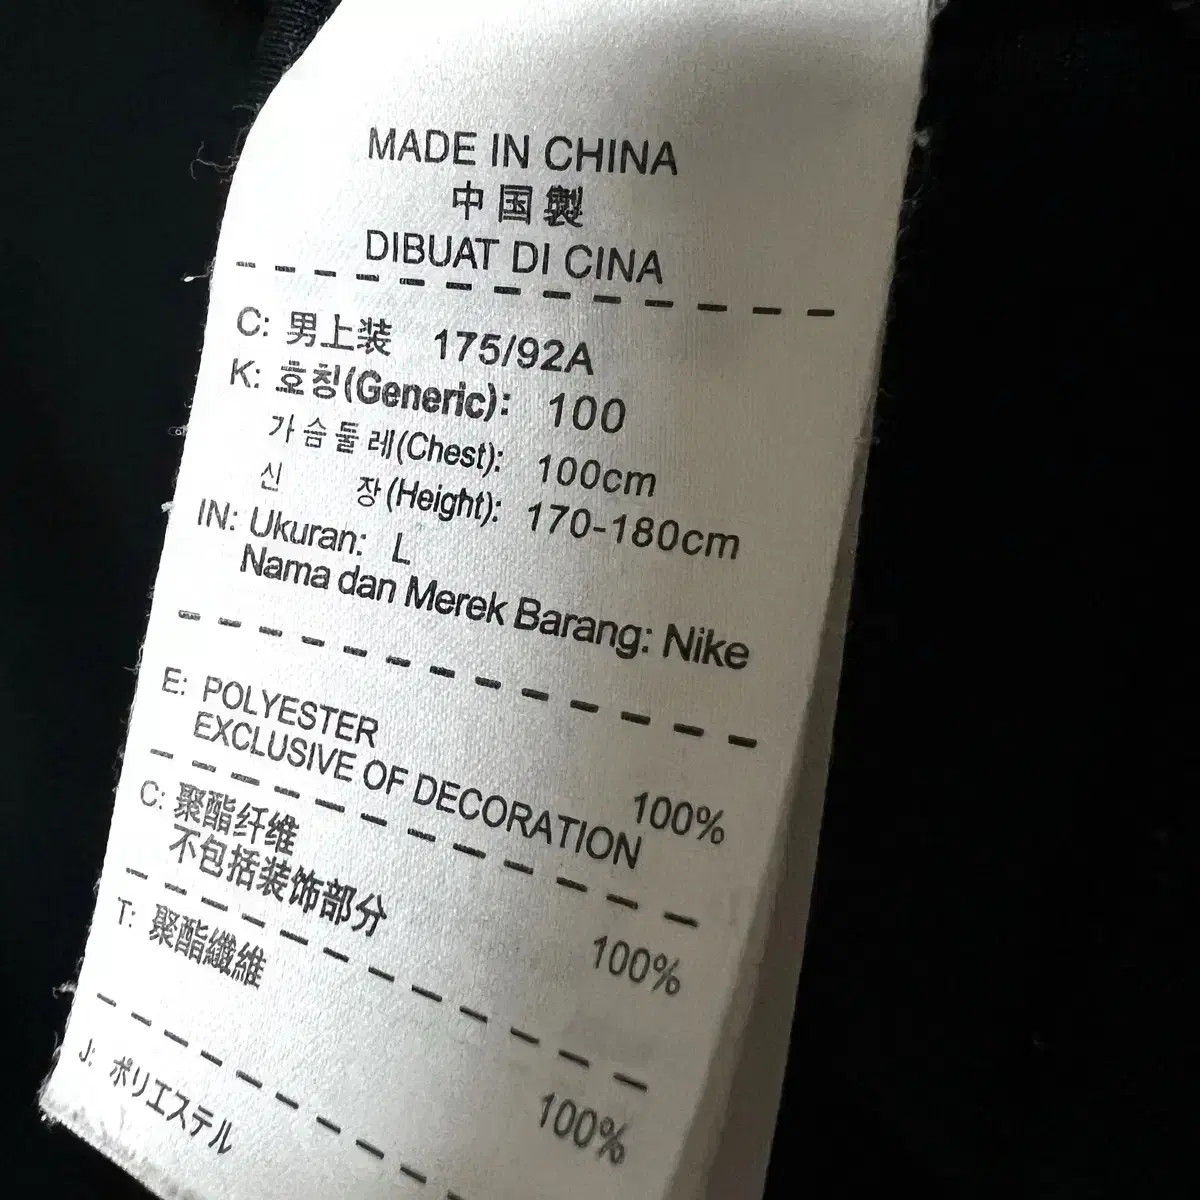 MADE IN CHINA
中国製
DIBUAT DI CINA
C: 男上装 175/92A
K: 호칭(Generic): 100
가슴둘레(Chest): 100cm
신 장(Height): 170-180cm
IN: Ukuran: L
Nama dan Merek Barang: Nike
E: POLYESTER 100%
EXCLUSIVE OF DECORATION
C: 聚酯纤维 100%
不包括装饰部分
T: 聚酯纖維 100%
J: ポリエステル